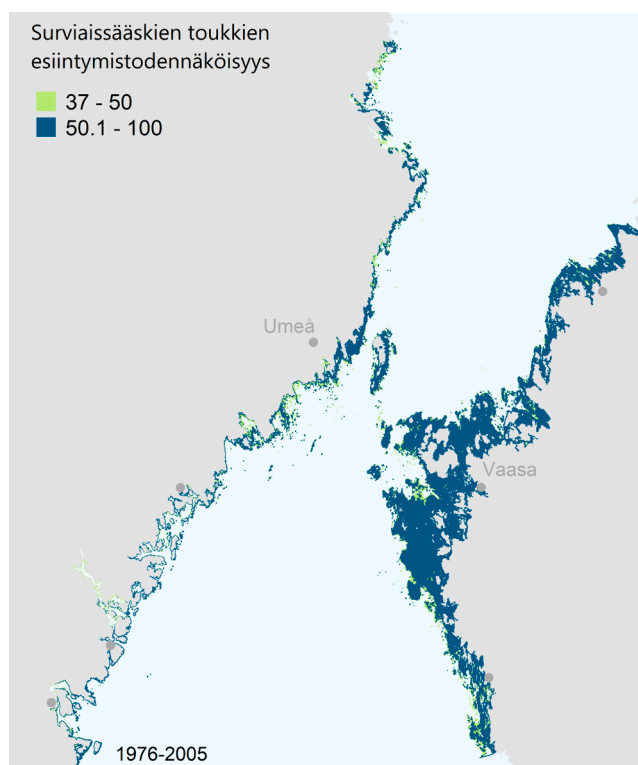 Surviaissääskien toukkien
esiintymistodennäköisyys
37 - 50
50.1 - 100
Umeå
Vaasa
1976-2005